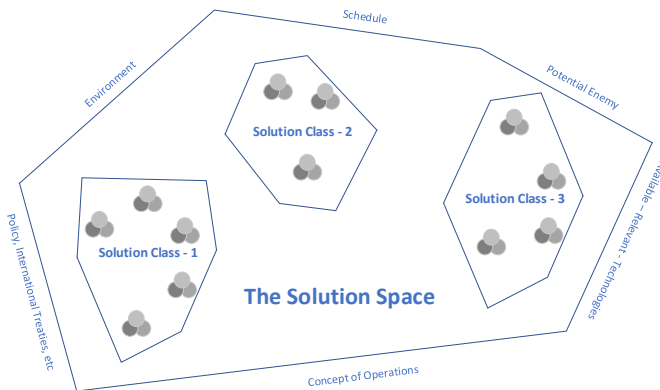 Schedule
Environment
Potential Enemy
Solution Class - 2
Solution Class - 3
Available – Relevant - Technologies
Policy, International Treaties, etc
Solution Class - 1
The Solution Space
Concept of Operations